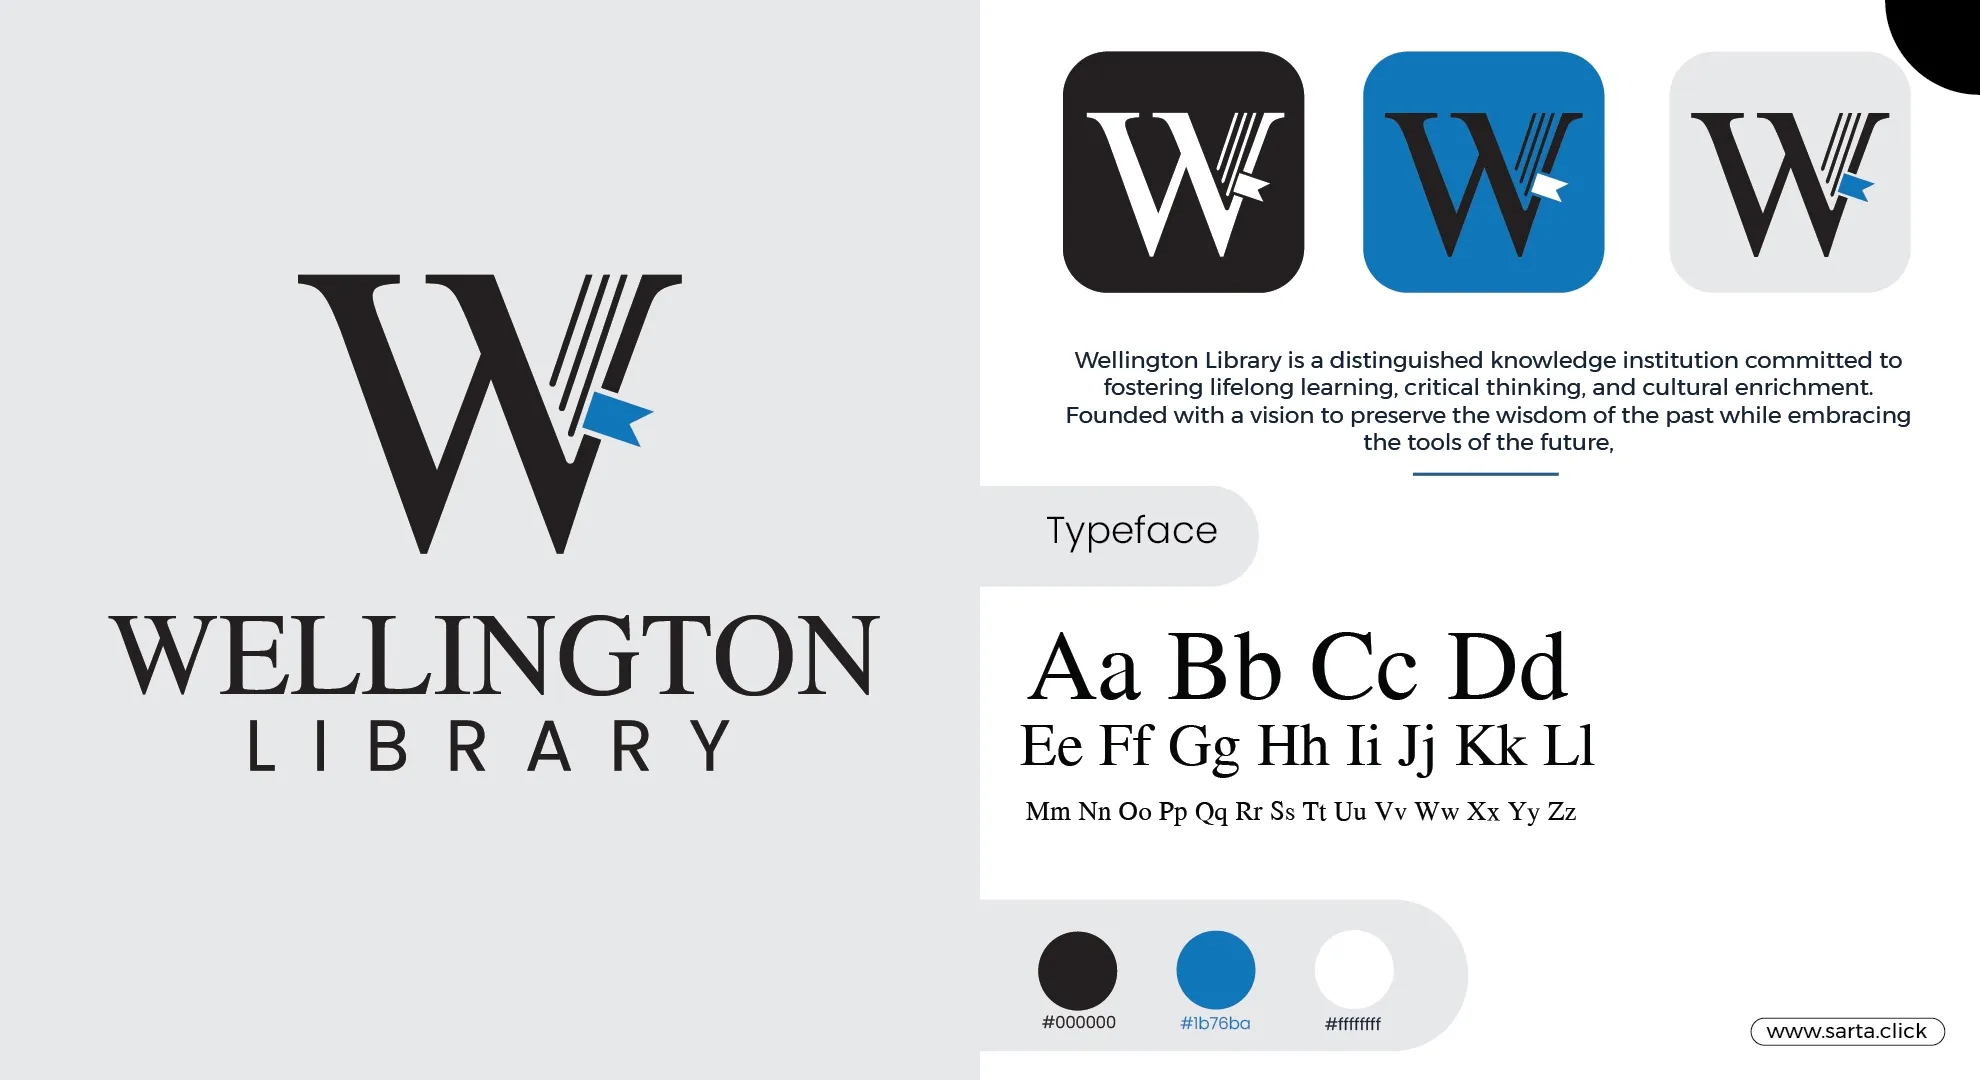 W
WELLINGTON
LIBRARY
W W W
Wellington Library is a distinguished knowledge institution committed to
fostering lifelong learning, critical thinking, and cultural enrichment.
Founded with a vision to preserve the wisdom of the past while embracing
the tools of the future,
Typeface
Aa Bb Cc Dd
Ee Ff Gg Hh Ii Jj Kk Ll
Mm Nn Oo Pp Qq Rr Ss Tt Uu Vv Ww Xx Yy Zz
#000000 #1b76ba #ffffffff
www.sarta.click